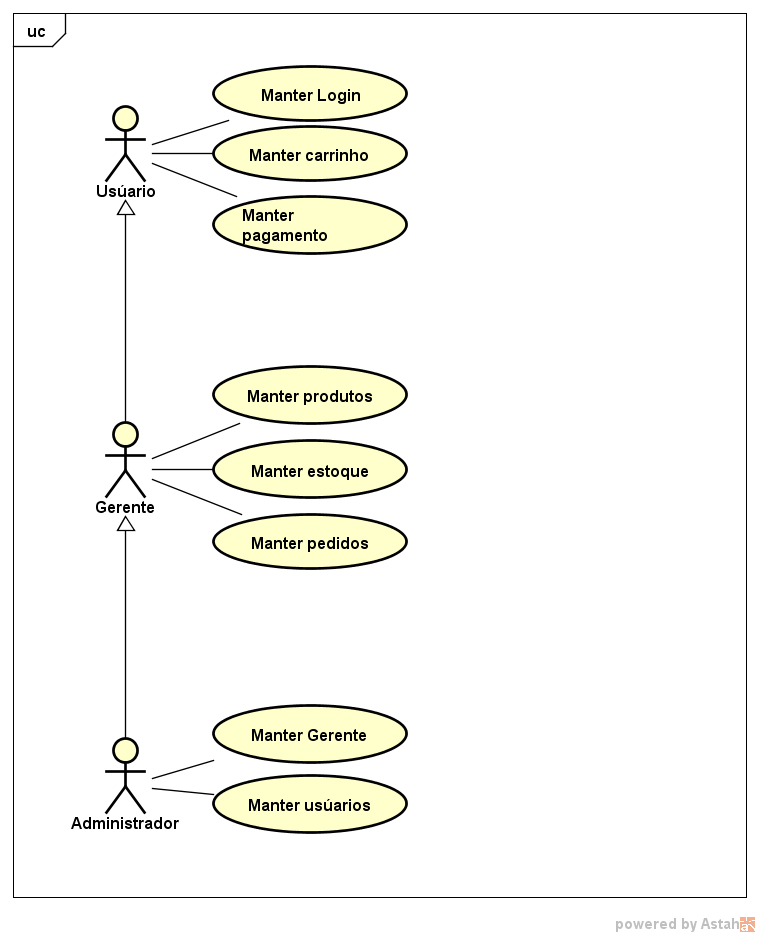 uc
Manter Login
Manter carrinho
Usúario
Manter
pagamento
Manter produtos
Manter estoque
Gerente
Manter pedidos
Manter Gerente
Manter usúarios
Administrador
powered by Astah